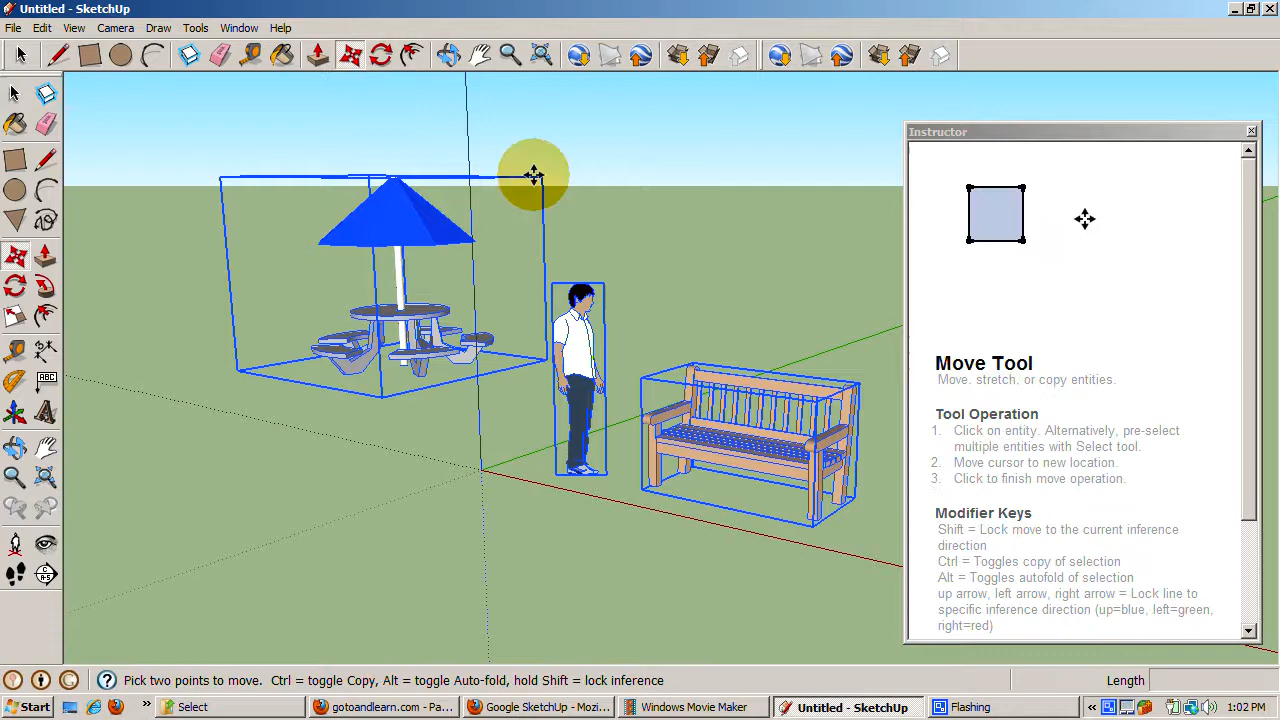 Untitled - SketchUp
File Edit View Camera Draw Tools Window Help
Instructor
Move Tool
Move, stretch, or copy entities.
Tool Operation
1. Click on entity. Alternatively, pre-select
multiple entities with Select tool.
2. Move cursor to new location.
3. Click to finish move operation.
Modifier Keys
Shift = Lock move to the current inference
direction
Ctrl = Toggles copy of selection
Alt = Toggles autofold of selection
up arrow, left arrow, right arrow = Lock line to
specific inference direction (up=blue, left=green,
right=red)
ABC
Pick two points to move. Ctrl = toggle Copy, Alt = toggle Auto-fold, hold Shift = lock inference
Length
Start Select gotoandlearn.com - Pa... Google SketchUp - Mozi... Windows Movie Maker Untitled - SketchUp Flashing 1:02 PM